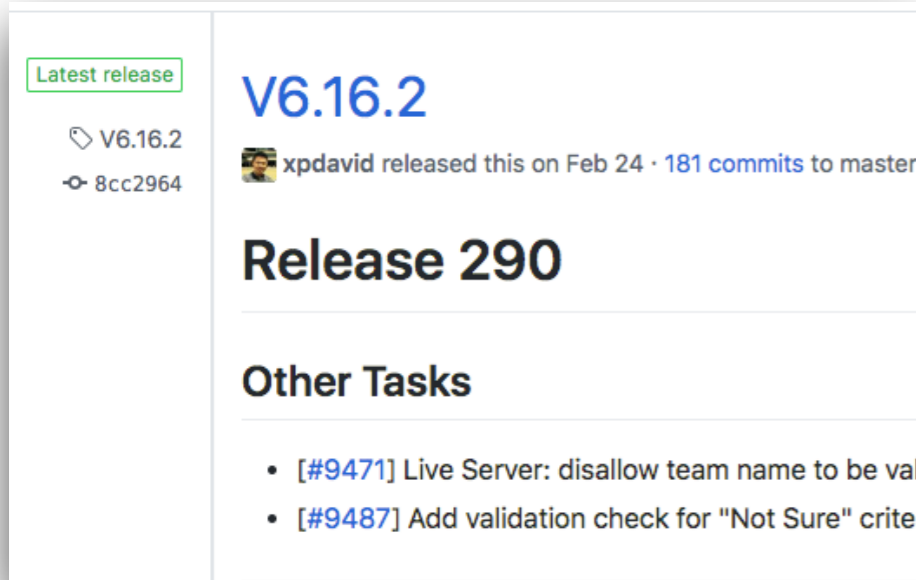 Latest release
V6.16.2
8cc2964
V6.16.2
xpdavid released this on Feb 24 · 181 commits to master
Release 290
Other Tasks
• [#9471] Live Server: disallow team name to be val
• [#9487] Add validation check for "Not Sure" crite